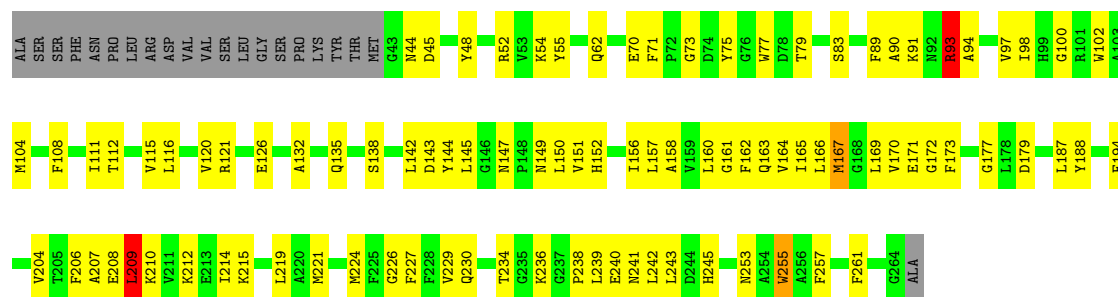 ALA SER SER PHE ASN PRO LEU ARG ASP VAL VAL SER LEU GLY SER PRO LYS TYR THR MET G43 N44 D45 Y48 R52 V53 K54 Y55 Q62 E70 F71 P72 G73 D74 Y75 G76 W77 D78 T79 S83 F89 A90 K91 N92 R93 A94 V97 I98 H99 G100 R101 W102 A103
M104 F108 I111 T112 V115 L116 V120 R121 E126 A132 Q135 S138 L142 D143 Y144 L145 G146 N147 P148 N149 L150 V151 H152 I156 L157 A158 V159 L160 G161 F162 Q163 V164 I165 L166 M167 G168 L169 V170 E171 G172 F173 G177 L178 D179 L187 Y188
V204 T205 F206 A207 E208 L209 K210 V211 K212 E213 I214 K215 L219 A220 M221 M224 F225 G226 F227 F228 V229 Q230 T234 G235 K236 G237 P238 L239 E240 N241 L242 L243 D244 H245 N253 A254 W255 A256 F257 F261 G264 ALA